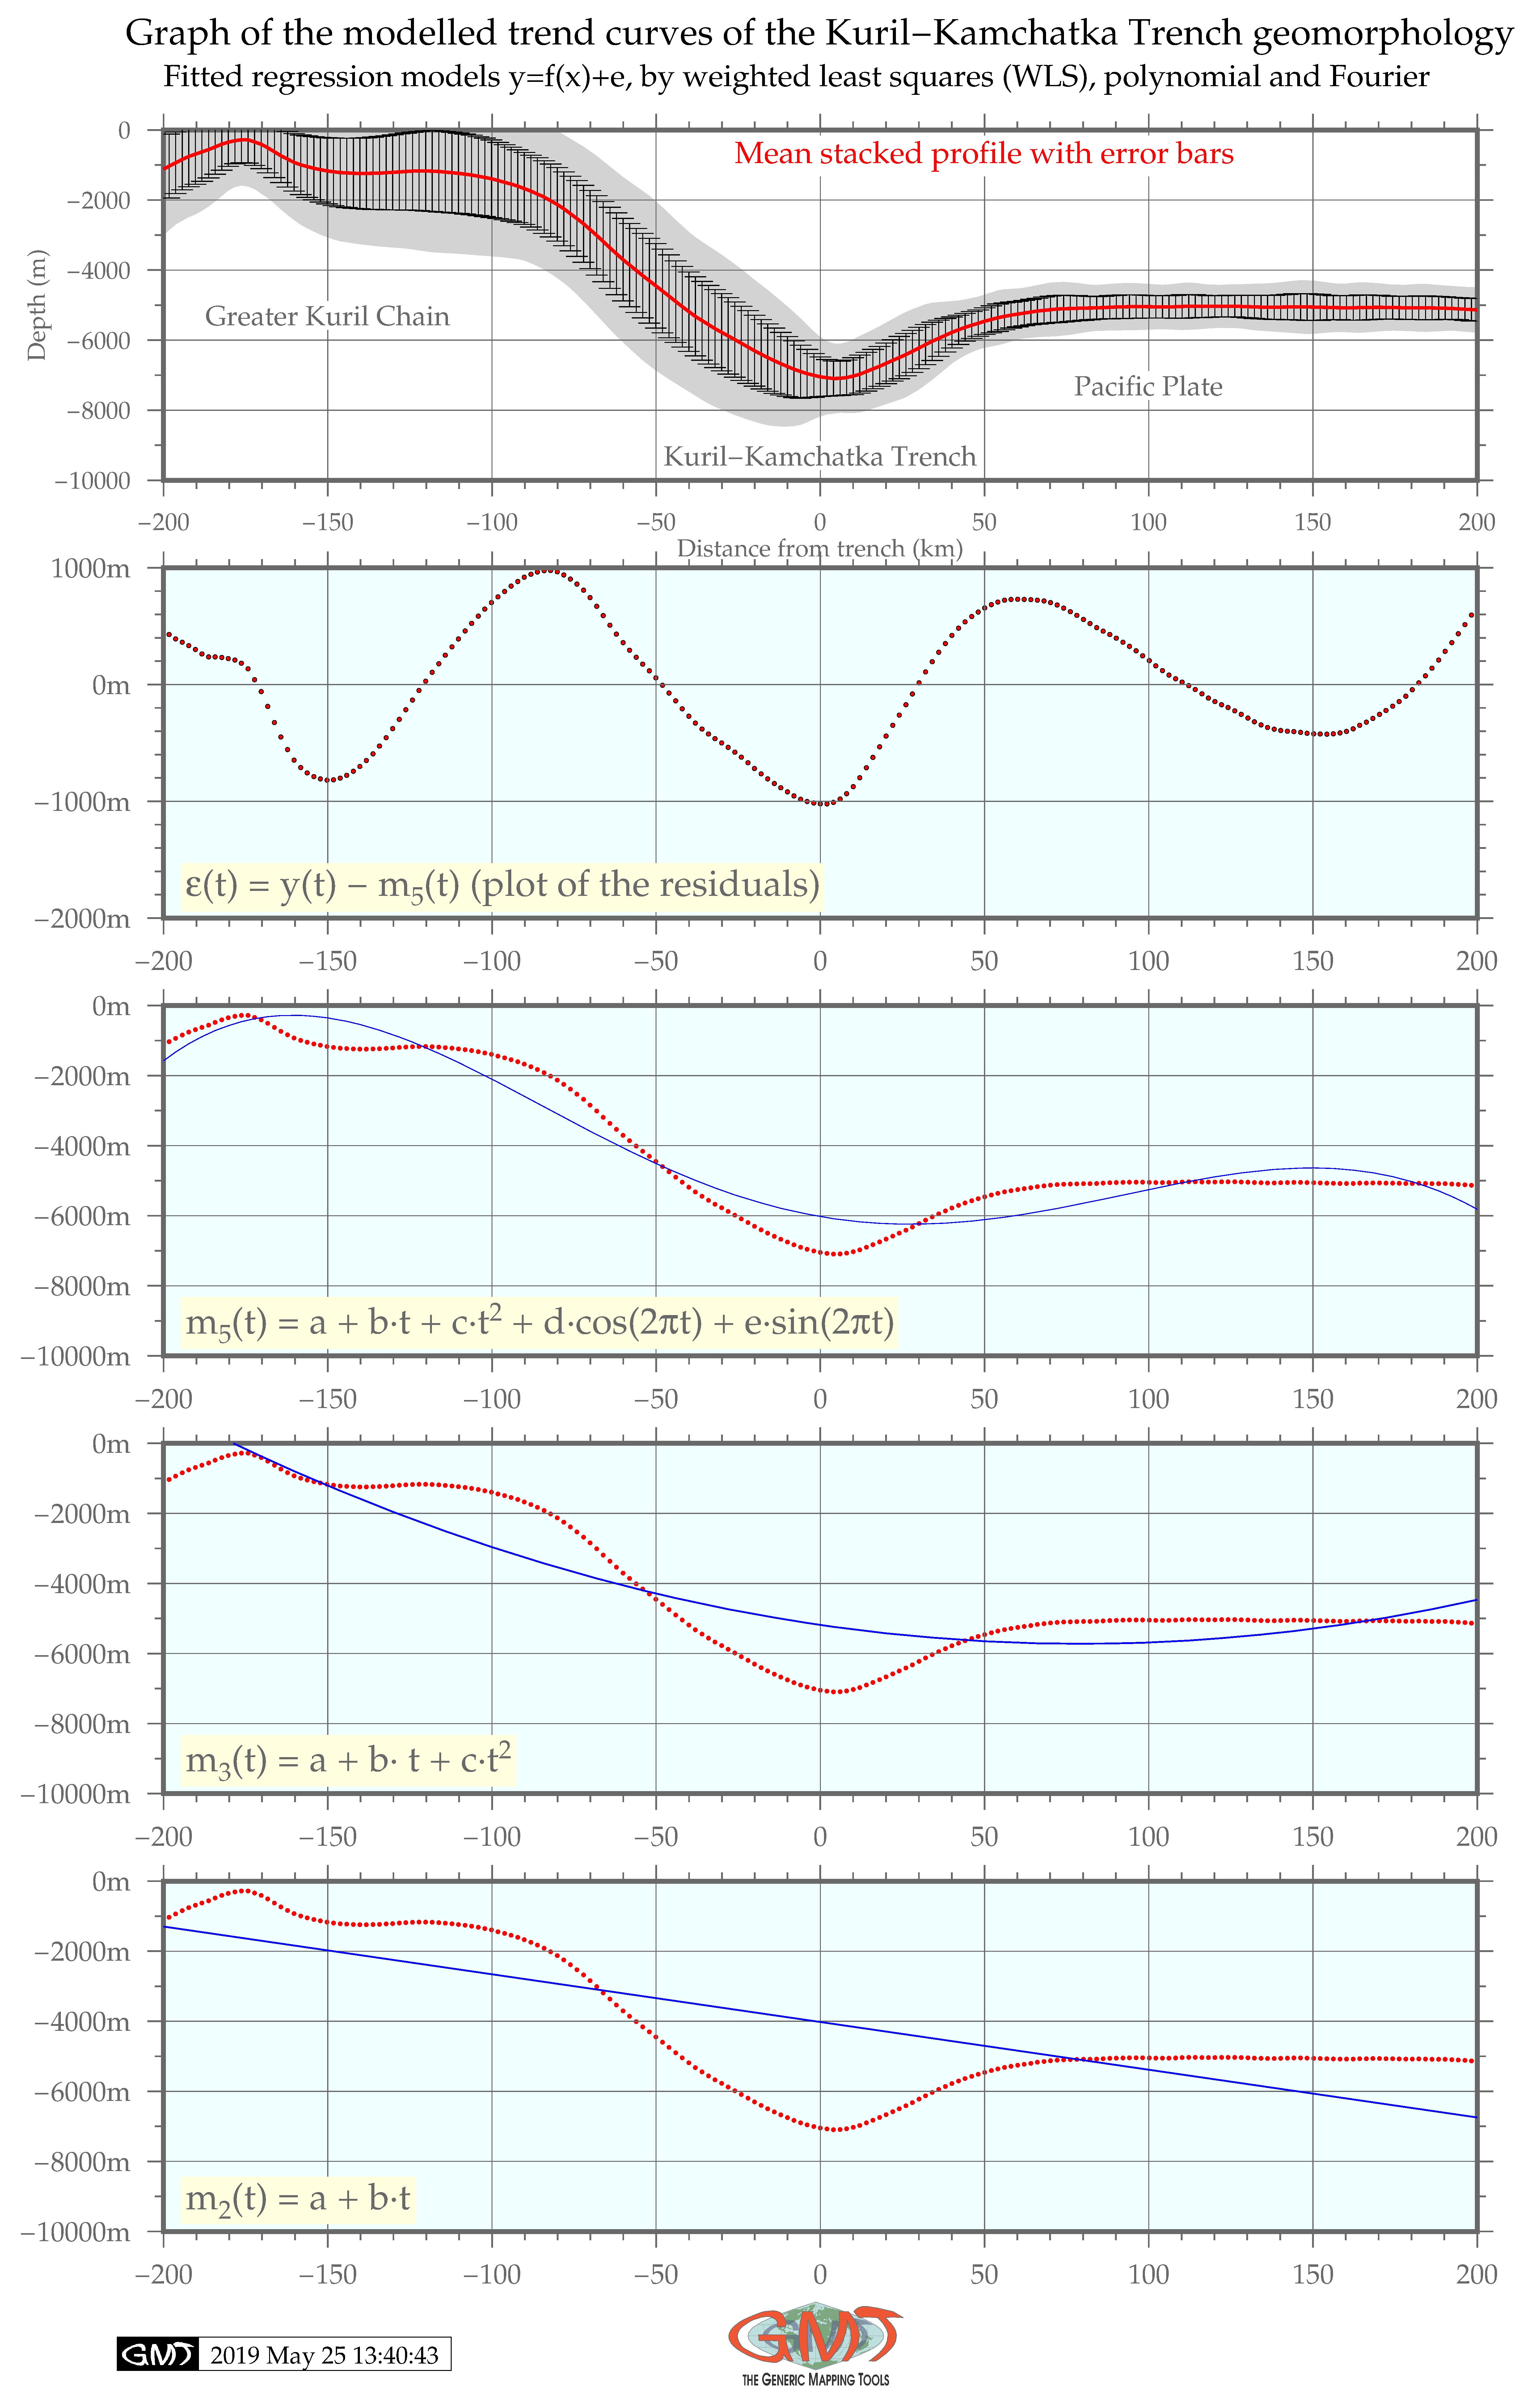 Graph of the modelled trend curves of the Kuril−Kamchatka Trench geomorphology
Fitted regression models y=f(x)+e, by weighted least squares (WLS), polynomial and Fourier
0
−2000
−4000
−6000
−8000
−10000
Depth (m)
Mean stacked profile with error bars
Greater Kuril Chain
Pacific Plate
Kuril−Kamchatka Trench
−200 −150 −100 −50 0 50 100 150 200
Distance from trench (km)
1000m
0m
−1000m
−2000m
ε(t) = y(t) − m₅(t) (plot of the residuals)
−200 −150 −100 −50 0 50 100 150 200
0m
−2000m
−4000m
−6000m
−8000m
−10000m
m₅(t) = a + b·t + c·t² + d·cos(2πt) + e·sin(2πt)
−200 −150 −100 −50 0 50 100 150 200
0m
−2000m
−4000m
−6000m
−8000m
−10000m
m₃(t) = a + b· t + c·t²
−200 −150 −100 −50 0 50 100 150 200
0m
−2000m
−4000m
−6000m
−8000m
−10000m
m₂(t) = a + b·t
−200 −150 −100 −50 0 50 100 150 200
GMT 2019 May 25 13:40:43
GMT
THE GENERIC MAPPING TOOLS